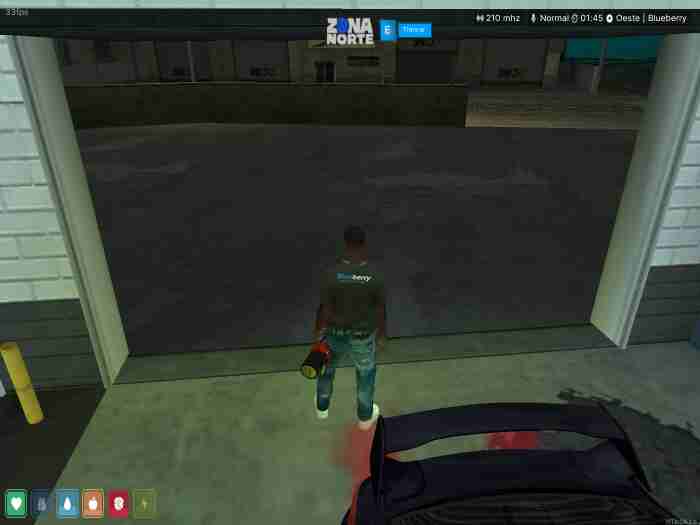 33fps
ZONA
NORTE
E
210 mhz
Normal
01:45
Oeste | Blueberry
Blueberry